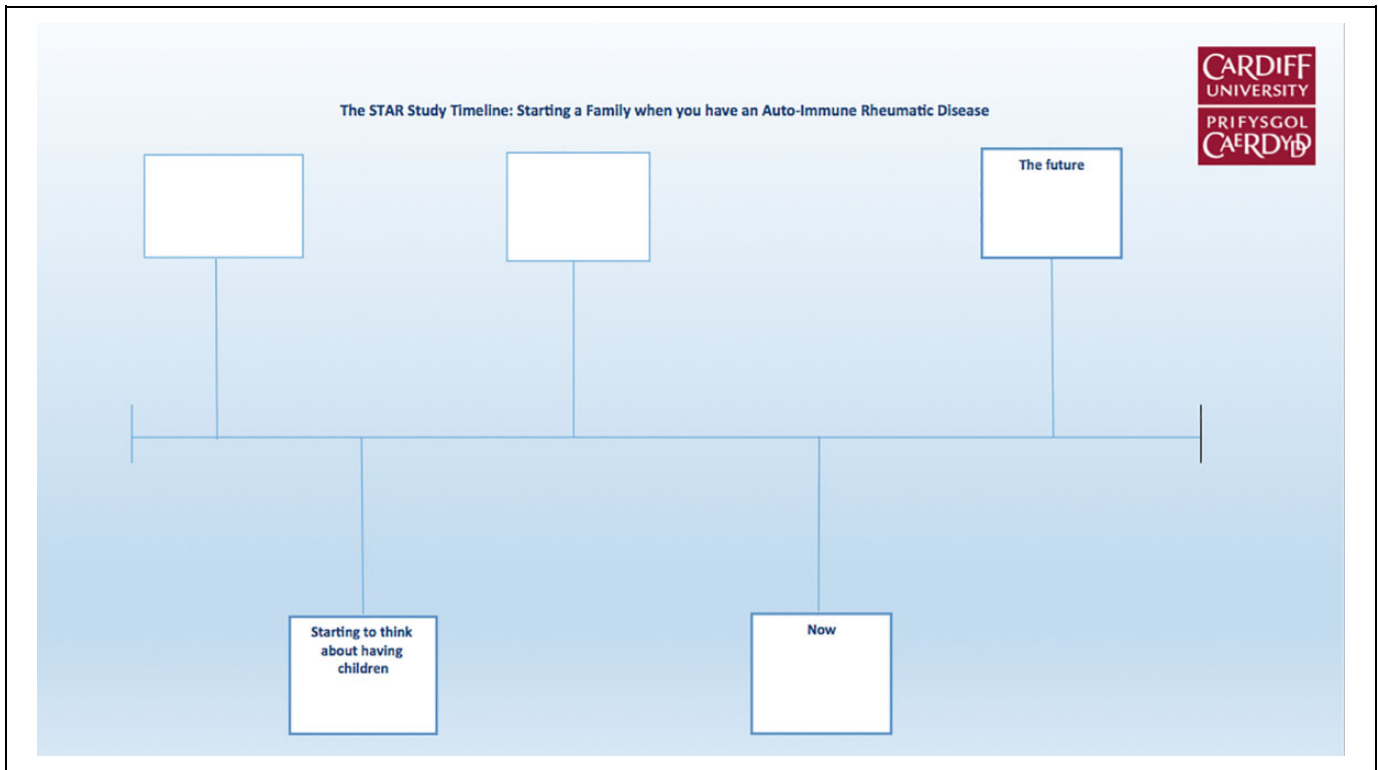 CARDIFF
UNIVERSITY
PRIFYSGOL
CAERDYDD
The STAR Study Timeline: Starting a Family when you have an Auto-Immune Rheumatic Disease
The future
Starting to think
about having
children
Now